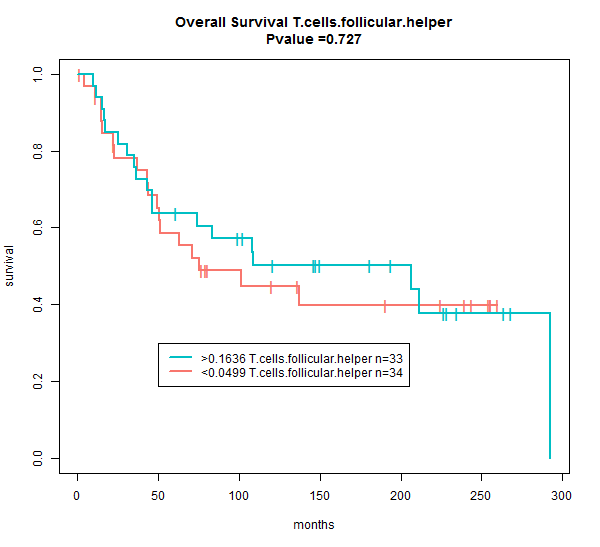 Overall Survival T.cells.follicular.helper
Pvalue =0.727
survival
1.0
0.8
0.6
0.4
0.2
0.0
>0.1636 T.cells.follicular.helper n=33
<0.0499 T.cells.follicular.helper n=34
0 50 100 150 200 250 300
months